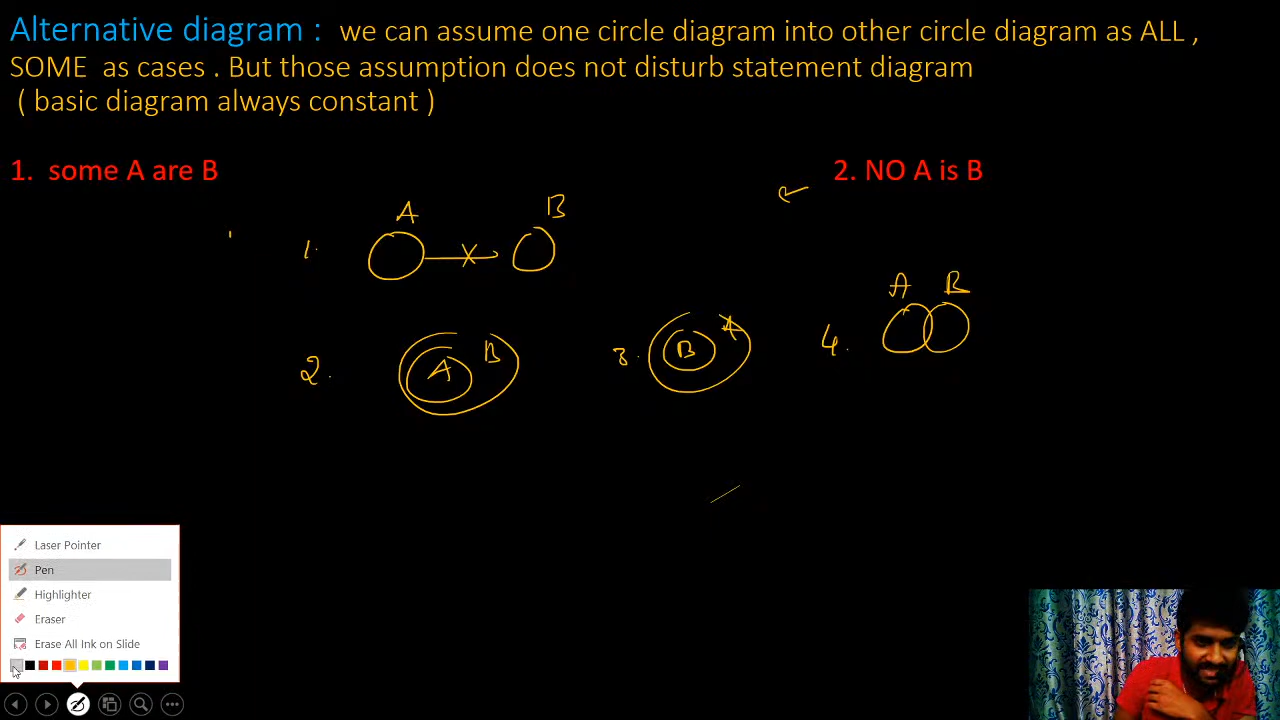 Alternative diagram : we can assume one circle diagram into other circle diagram as ALL ,
SOME as cases . But those assumption does not disturb statement diagram
( basic diagram always constant )
1. some A are B
2. NO A is B
A B
1.
A B
2. A B
3. B A
4.
Laser Pointer
Pen
Highlighter
Eraser
Erase All Ink on Slide